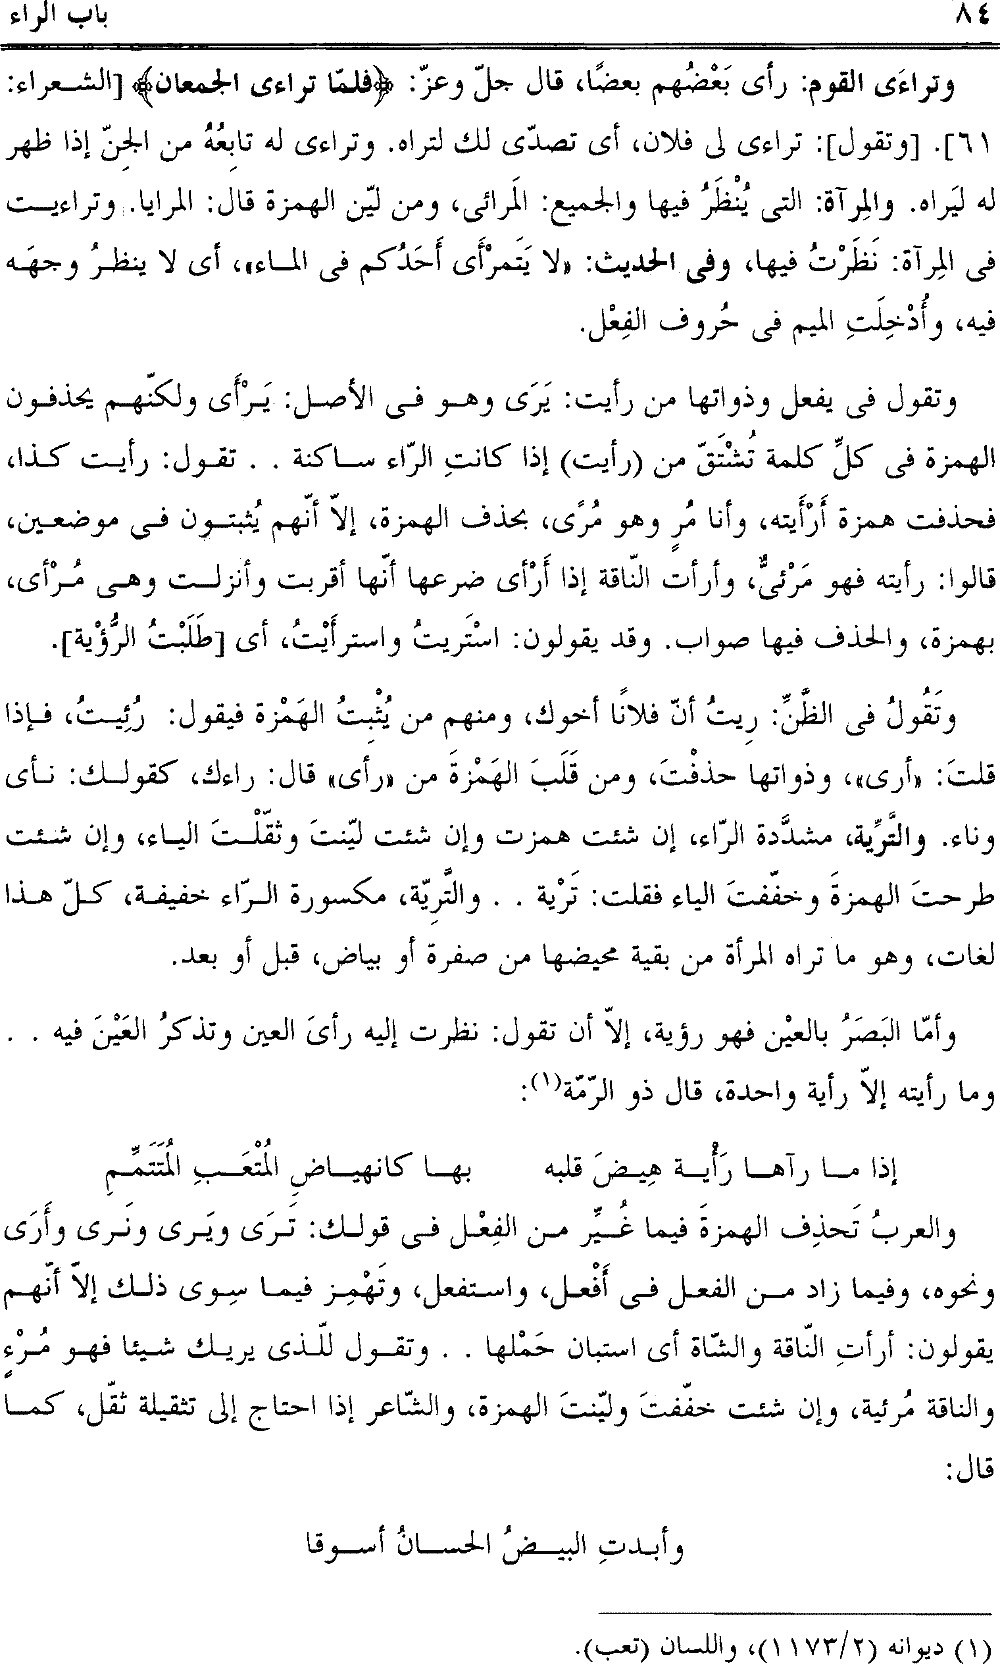 ٨٤ باب الراء
وتراءَى القوم: رأى بَعْضُهم بعضًا، قال جلّ وعزّ: ﴿فلمّا تراءى الجمعان﴾ [الشعراء:
٦١]. [وتقول]: تراءى لى فلان، أى تصدّى لك لتراه. وتراءى له تابِعُهُ من الجِنّ إذا ظهر
له ليَراه. والمِرآة: التى يُنْظَرُ فيها والجميع: المَرائى، ومن ليّن الهمزة قال: المرايا. وتراءيت
فى المِرآة: نَظَرْتُ فيها، وفى الحديث: «لا يَتَمرْأَى أَحَدُكم فى الماء»، أى لا ينظرُ وجهَه
فيه، وأُدْخِلَتِ الميم فى حُروف الفِعْل.
وتقول فى يفعل وذواتها من رأيت: يَرَى وهو فى الأصل: يَرْأَى ولكنّهم يحذفون
الهمزة فى كلِّ كلمة تُشْتَقّ من (رأيت) إذا كانتِ الرّاء ساكنة . . تقول: رأيت كذا،
فحذفت همزة أَرْأَيته، وأنا مُرٍ وهو مُرًى، بحذف الهمزة، إلاّ أنّهم يُثبتون فى موضعين،
قالوا: رأيته فهو مَرْئىٌّ، وأرأت النّاقة إذا أَرْأى ضرعها أنّها أقربت وأنزلت وهى مُرْأى،
بهمزة، والحذف فيها صواب. وقد يقولون: اسْتَريتُ واسترأَيْتُ، أى [طَلَبْتُ الرُّؤْية].
وتَقُولُ فى الظَّنِّ: رِيتُ أنّ فلانًا أخوك، ومنهم من يُثْبِتُ الهَمْزة فيقول: رُئِيتُ، فإذا
قلتَ: «أرى»، وذواتها حذفْتَ، ومن قَلَبَ الهَمْزةَ من «رأى» قال: راءك، كقولك: نأى
وناء. والتَّرِّية، مشدَّدة الرّاء، إن شئت همزت وإن شئت ليّنتَ وثقّلْتَ الياء، وإن شئت
طرحتَ الهمزةَ وخفّفتَ الياء فقلت: تَرْية . . والتَّرِيّة، مكسورة الرّاء خفيفة، كلّ هذا
لغات، وهو ما تراه المرأة من بقية محيضها من صفرة أو بياض، قبل أو بعد.
وأمّا البَصَرُ بالعيْن فهو رؤية، إلاّ أن تقول: نظرت إليه رأىَ العين وتذكرُ العَيْنَ فيه . .
وما رأيته إلاّ رأية واحدة، قال ذو الرّمّة(١):
إذا ما رآها رَأْية هِيضَ قلبه بها كانهياضِ المُتْعَبِ المُتَتَمِّمِ
والعربُ تَحذِف الهمزةَ فيما غُيِّر من الفِعْل فى قولك: تَرَى ويَرى ونَرى وأَرَى
ونحوه، وفيما زاد من الفعل فى أَفْعل، واستفعل، وتَهْمِز فيما سِوى ذلك إلاّ أنّهم
يقولون: أرأتِ النّاقة والشّاة أى استبان حَمْلها . . وتقول للّذى يريك شيئا فهو مُرْءٍ
والناقة مُرئية، وإن شئت خفّفتَ وليّنتَ الهمزة، والشّاعر إذا احتاج إلى تثقيلة ثقّل، كما
قال:
وأبدتِ البيضُ الحسانُ أسوقا
(١) ديوانه (١١٧٣/٢)، واللسان (تعب).